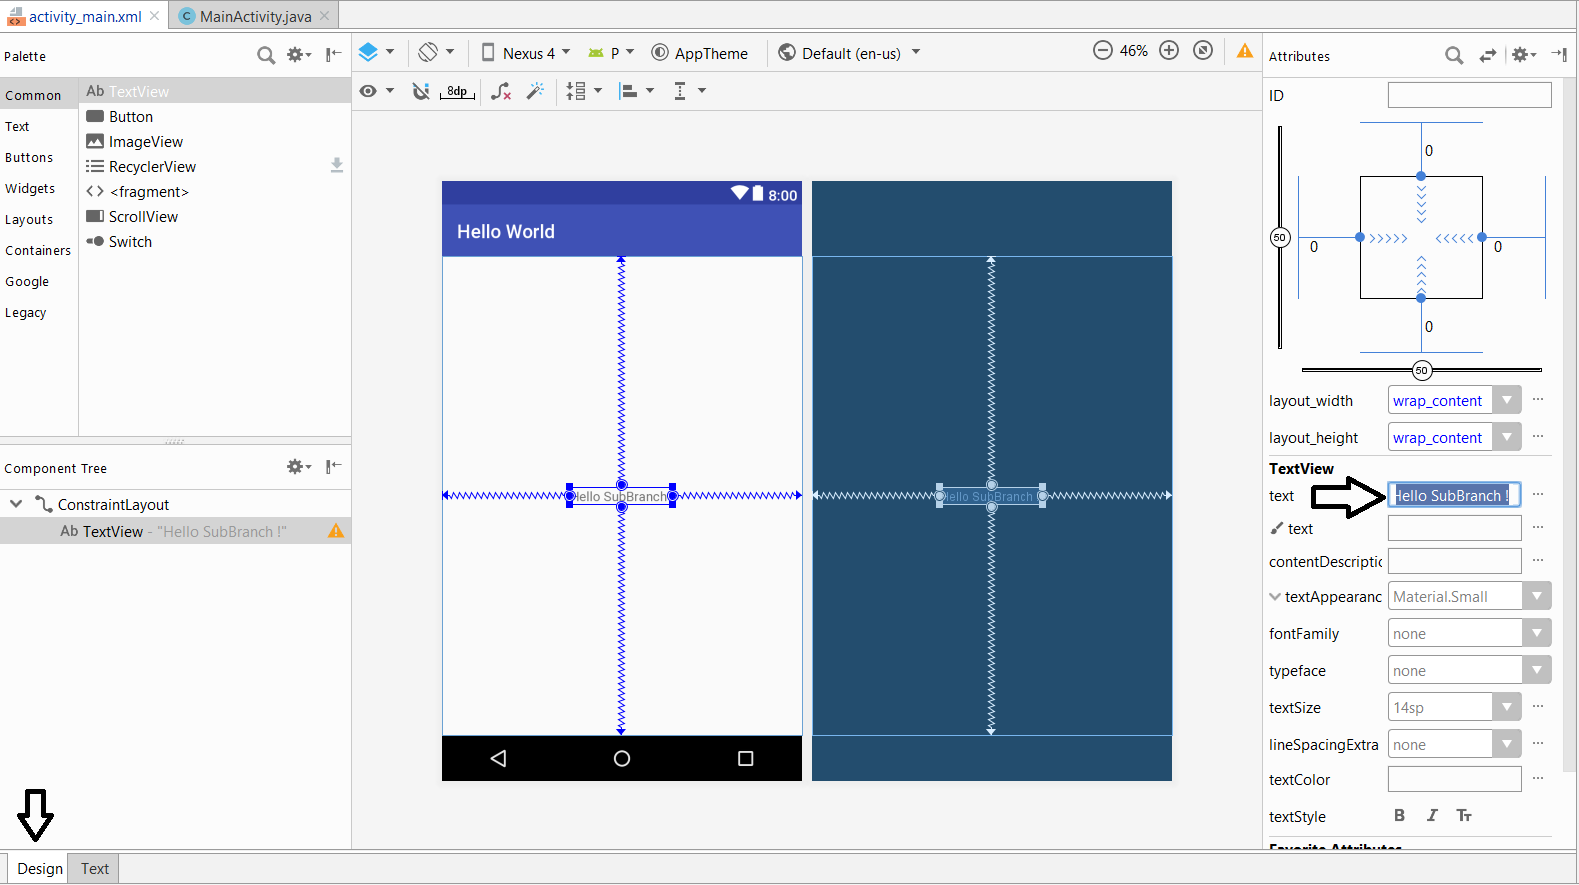 activity_main.xml
C MainActivity.java
Palette
Nexus 4
P
AppTheme
Default (en-us)
46%
Attributes
8dp
Common
Text
Buttons
Widgets
Layouts
Containers
Google
Legacy
Ab TextView
Button
ImageView
RecyclerView
<fragment>
ScrollView
Switch
Component Tree
ConstraintLayout
Ab TextView - "Hello SubBranch !"
8:00
Hello World
Hello SubBranch
Hello SubBranch
ID
0
50
0
0
0
50
layout_width wrap_content ...
layout_height wrap_content ...
TextView
text Hello SubBranch ! ...
text ...
contentDescriptic ...
textAppearanc Material.Small
fontFamily none
typeface none
textSize 14sp ...
lineSpacingExtra none ...
textColor ...
textStyle B I Tt
Favorite Attributes
Design Text